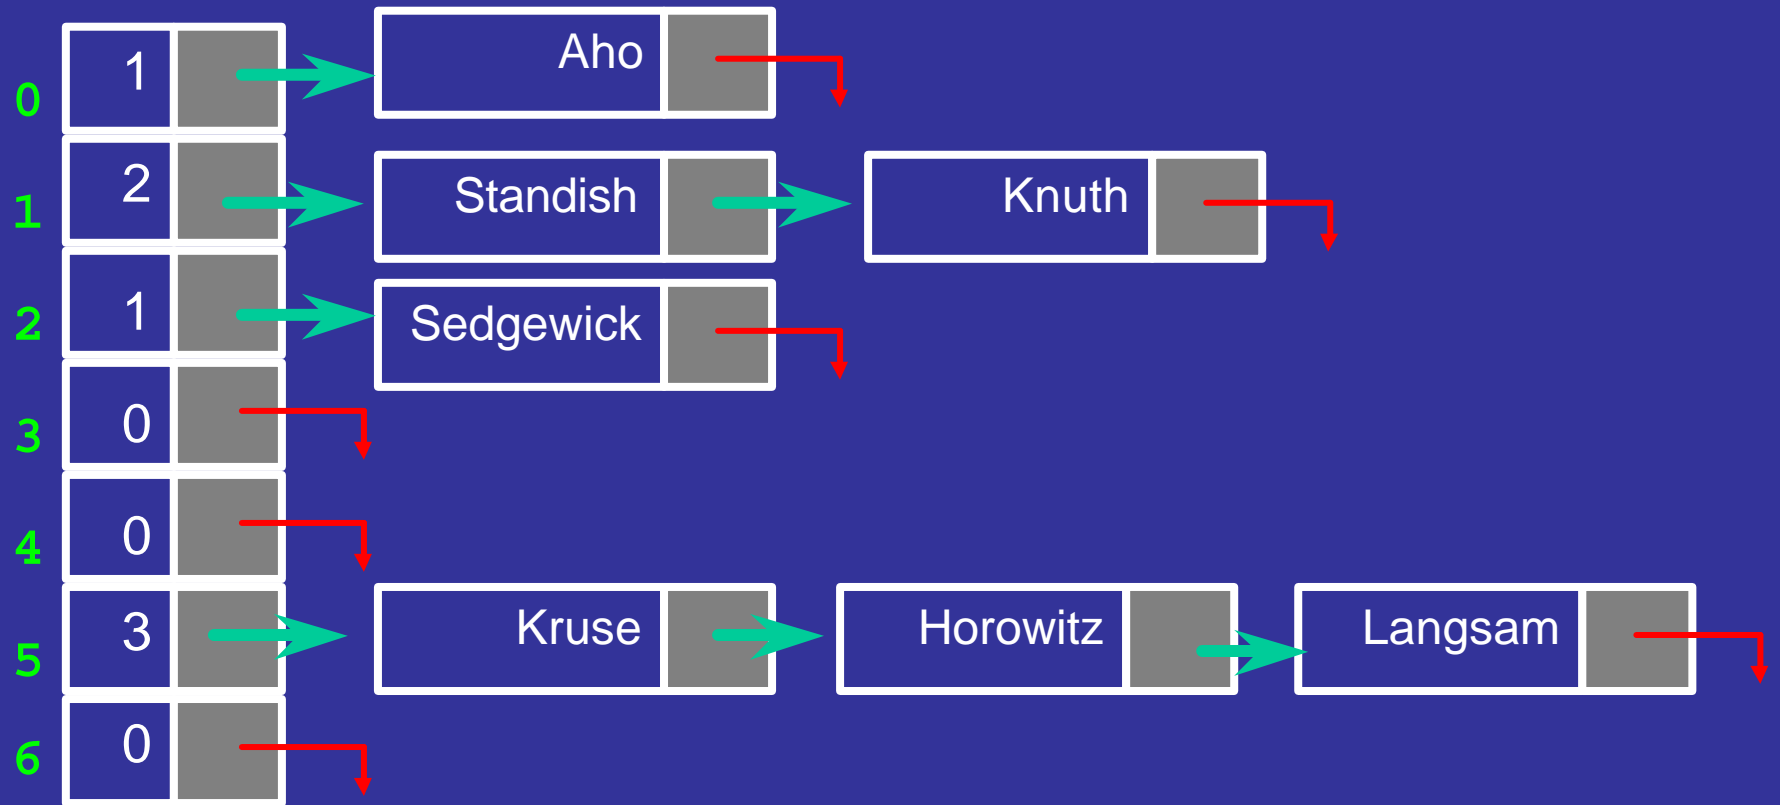 0 1 Aho
1 2 Standish Knuth
2 1 Sedgewick
3 0
4 0
5 3 Kruse Horowitz Langsam
6 0